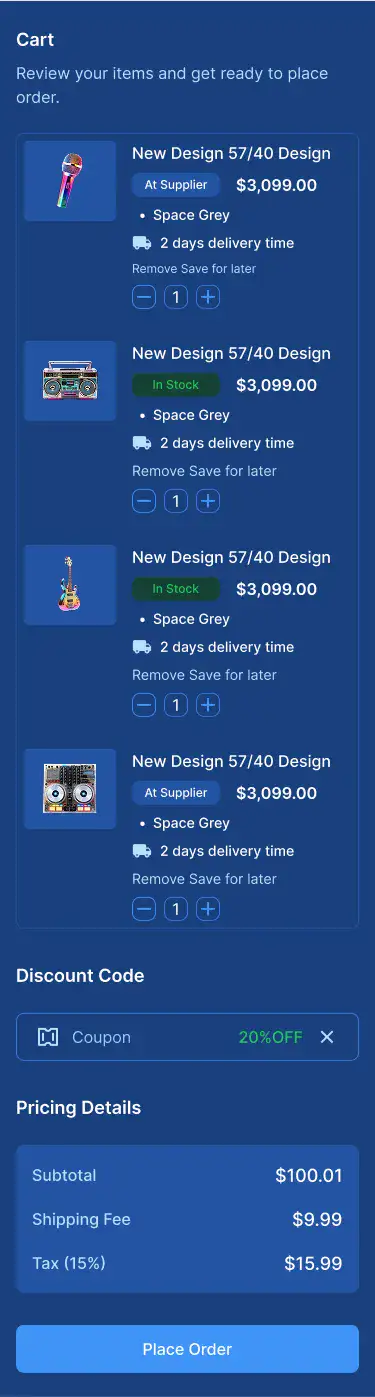 Cart
Review your items and get ready to place
order.
New Design 57/40 Design
At Supplier $3,099.00
• Space Grey
2 days delivery time
Remove Save for later
1
New Design 57/40 Design
In Stock $3,099.00
• Space Grey
2 days delivery time
Remove Save for later
1
New Design 57/40 Design
In Stock $3,099.00
• Space Grey
2 days delivery time
Remove Save for later
1
New Design 57/40 Design
At Supplier $3,099.00
• Space Grey
2 days delivery time
Remove Save for later
1
Discount Code
Coupon 20%OFF
Pricing Details
Subtotal $100.01
Shipping Fee $9.99
Tax (15%) $15.99
Place Order